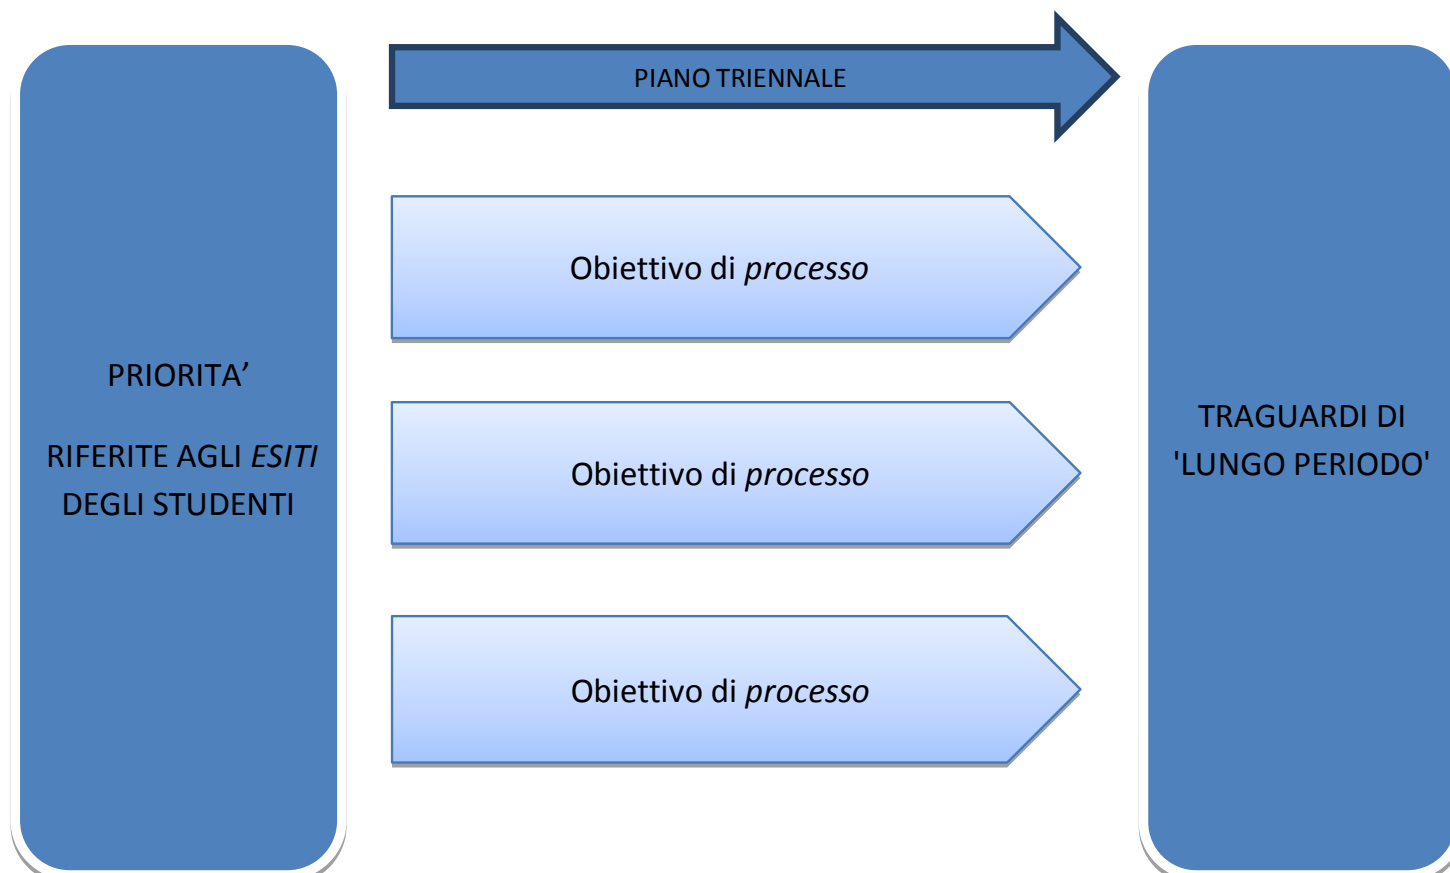 PIANO TRIENNALE
PRIORITA’
RIFERITE AGLI ESITI
DEGLI STUDENTI
Obiettivo di processo
Obiettivo di processo
Obiettivo di processo
TRAGUARDI DI
'LUNGO PERIODO'